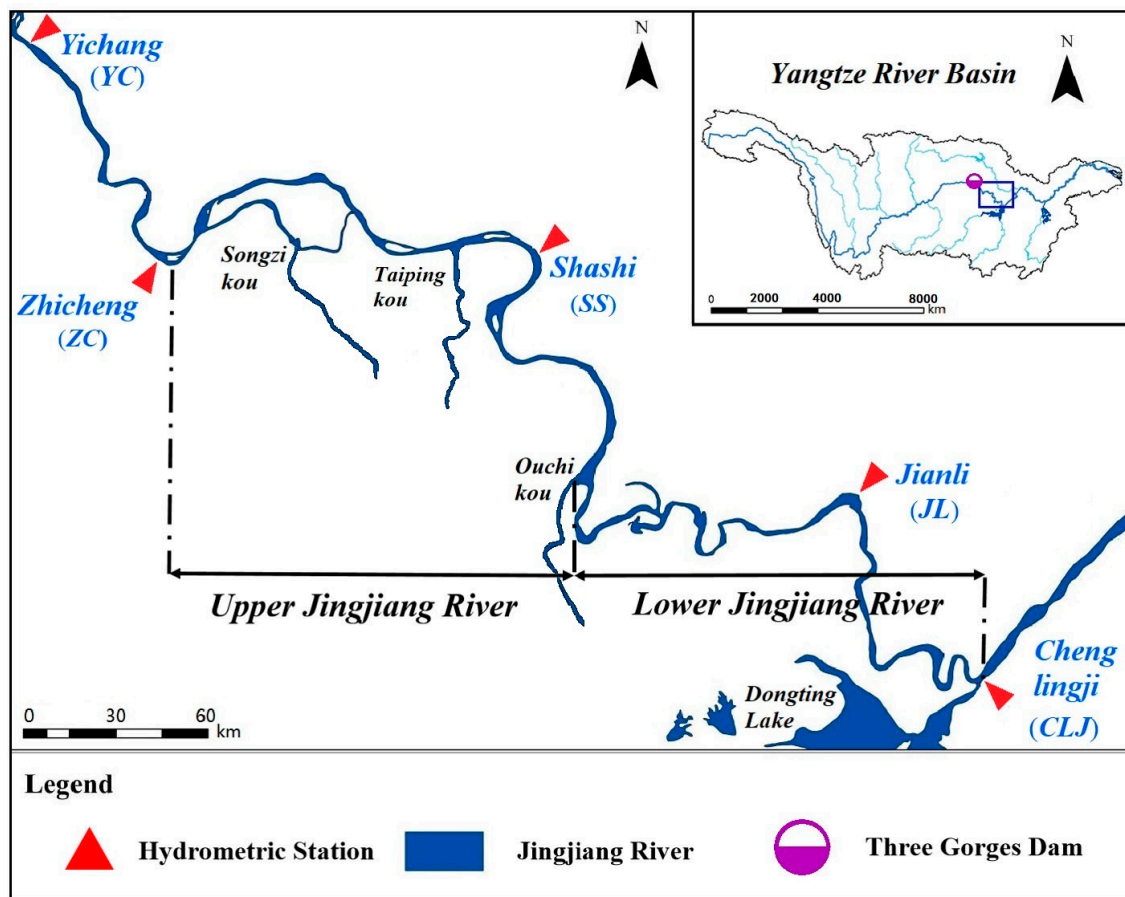 Yichang
(YC)
N
Songzi
kou
Taiping
kou
Shashi
(SS)
Zhicheng
(ZC)
Ouchi
kou
Jianli
(JL)
Upper Jingjiang River
Lower Jingjiang River
Cheng
lingji
(CLJ)
Dongting
Lake
0 30 60
km
N
Yangtze River Basin
0 2000 4000 8000
km
Legend
Hydrometric Station
Jingjiang River
Three Gorges Dam